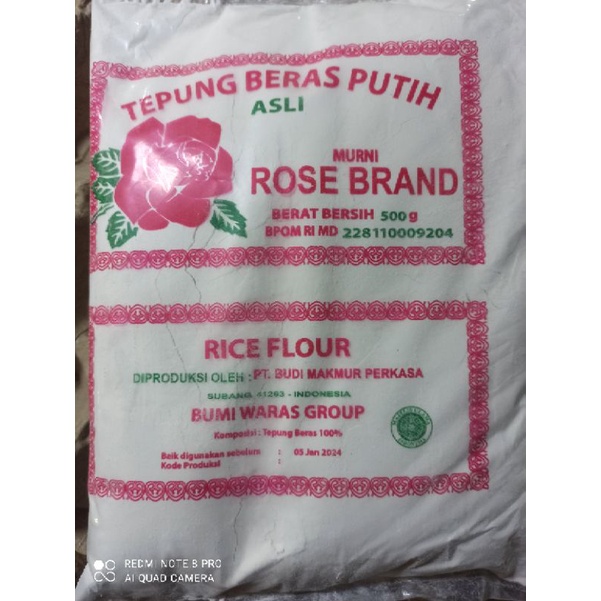 TEPUNG BERAS PUTIH
ASLI
MURNI
ROSE BRAND
BERAT BERSIH 500 g
BPOM RI MD 228110009204
RICE FLOUR
DIPRODUKSI OLEH : PT. BUDI MAKMUR PERKASA
SUBANG 41263 - INDONESIA
BUMI WARAS GROUP
Komposisi : Tepung Beras 100%
Baik digunakan sebelum : 05 Jan 2024
Kode Produksi :
REDMI NOTE 8 PRO
AI QUAD CAMERA